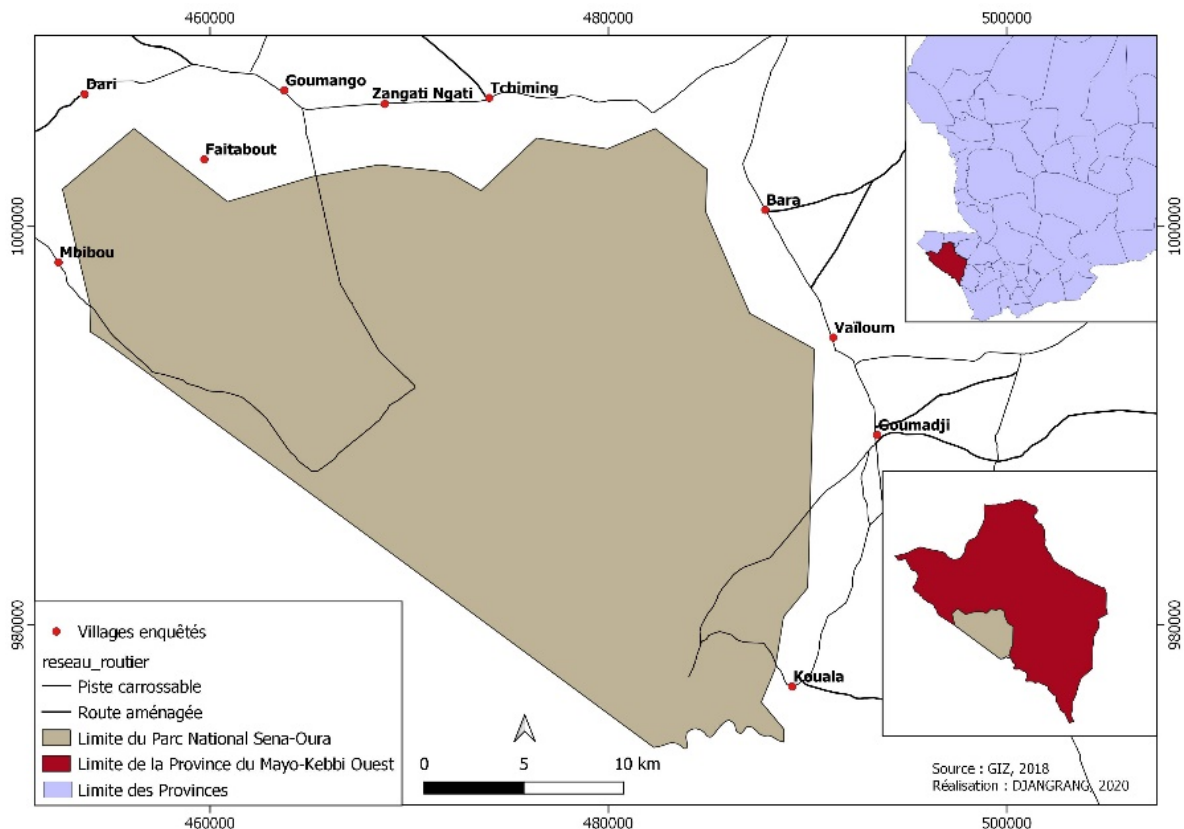 460000
480000
500000
Dari
Goumango
Zangati Ngati
Tchiming
Faitabout
Bara
1000000
1000000
Mbibou
Vaïloum
Goumadji
980000
980000
Kouala
Villages enquêtés
reseau_routier
Piste carrossable
Route aménagée
Limite du Parc National Sena-Oura
Limite de la Province du Mayo-Kebbi Ouest
Limite des Provinces
0 5 10 km
Source : GIZ, 2018
Réalisation : DJANGRANG, 2020
460000
480000
500000